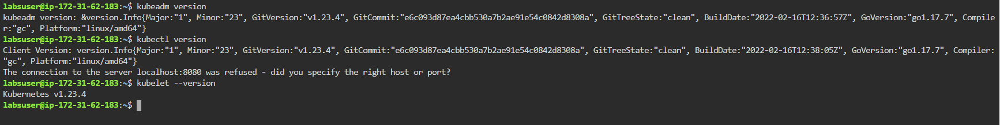 labsuser@ip-172-31-62-183:~$ kubeadm version
kubeadm version: &version.Info{Major:"1", Minor:"23", GitVersion:"v1.23.4", GitCommit:"e6c093d87ea4cbb530a7b2ae91e54c0842d8308a", GitTreeState:"clean", BuildDate:"2022-02-16T12:36:57Z", GoVersion:"go1.17.7", Compile
r:"gc", Platform:"linux/amd64"}
labsuser@ip-172-31-62-183:~$ kubectl version
Client Version: version.Info{Major:"1", Minor:"23", GitVersion:"v1.23.4", GitCommit:"e6c093d87ea4cbb530a7b2ae91e54c0842d8308a", GitTreeState:"clean", BuildDate:"2022-02-16T12:38:05Z", GoVersion:"go1.17.7", Compiler:
"gc", Platform:"linux/amd64"}
The connection to the server localhost:8080 was refused - did you specify the right host or port?
labsuser@ip-172-31-62-183:~$ kubelet --version
Kubernetes v1.23.4
labsuser@ip-172-31-62-183:~$